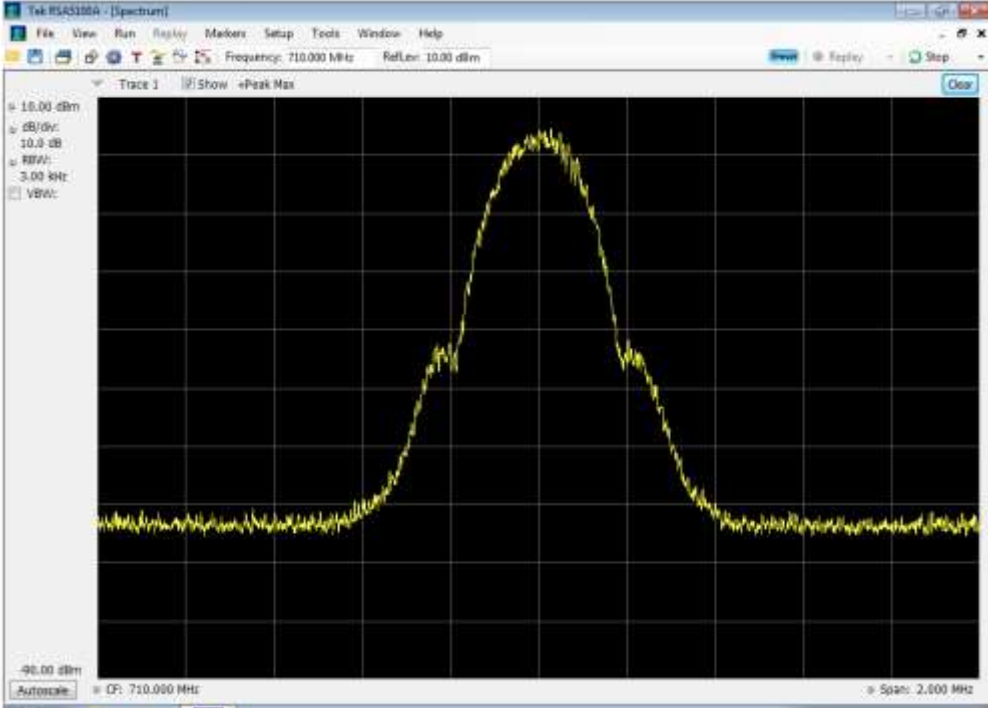 Tek RSA5100A - [Spectrum]
File View Run Replay Markers Setup Tools Window Help
Frequency: 710.000 MHz RefLev: 10.00 dBm Preset Replay Stop
Trace 1 Show +Peak Max Clear
10.00 dBm
dB/div:
10.0 dB
RBW:
3.00 kHz
VBW:
-90.00 dBm
Autoscale CF: 710.000 MHz Span: 2.000 MHz